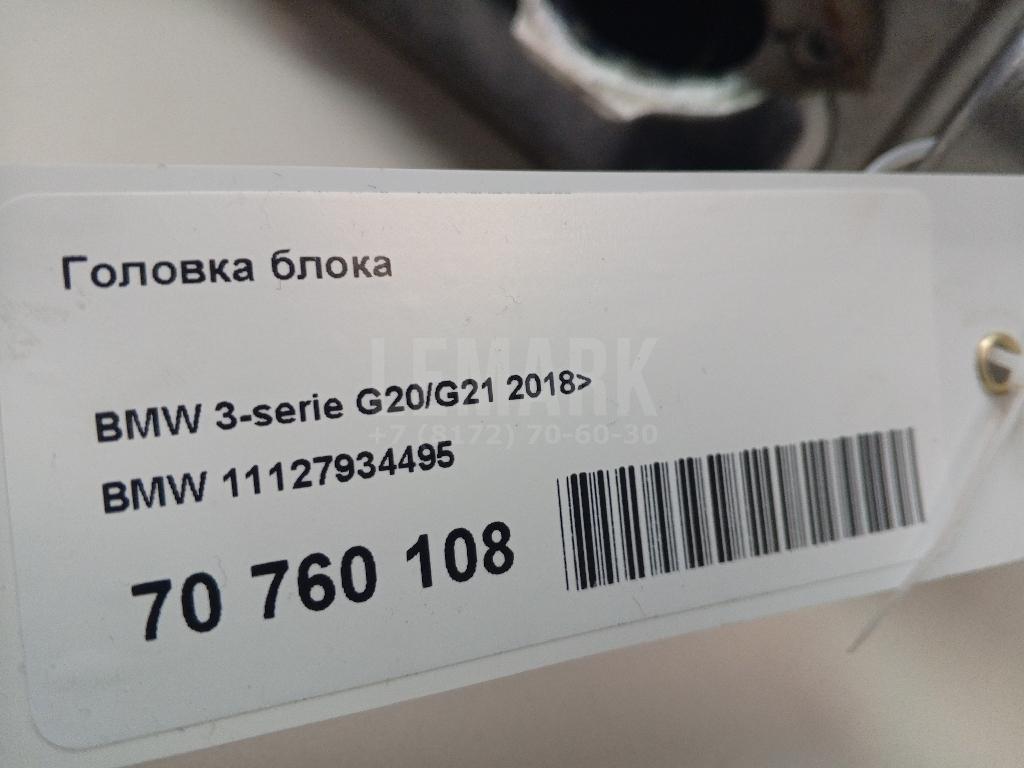 Головка блока
LEMARK
BMW 3-serie G20/G21 2018>
+7 (8172) 70-60-30
BMW 11127934495
70 760 108